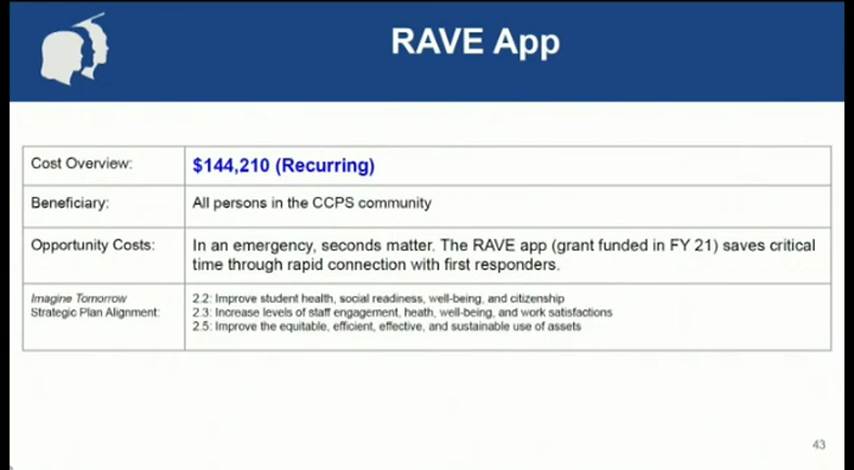 RAVE App
Cost Overview: $144,210 (Recurring)
Beneficiary: All persons in the CCPS community
Opportunity Costs: In an emergency, seconds matter. The RAVE app (grant funded in FY 21) saves critical
time through rapid connection with first responders.
Imagine Tomorrow
Strategic Plan Alignment:
2.2: Improve student health, social readiness, well-being, and citizenship
2.3: Increase levels of staff engagement, heath, well-being, and work satisfactions
2.5: Improve the equitable, efficient, effective, and sustainable use of assets
43